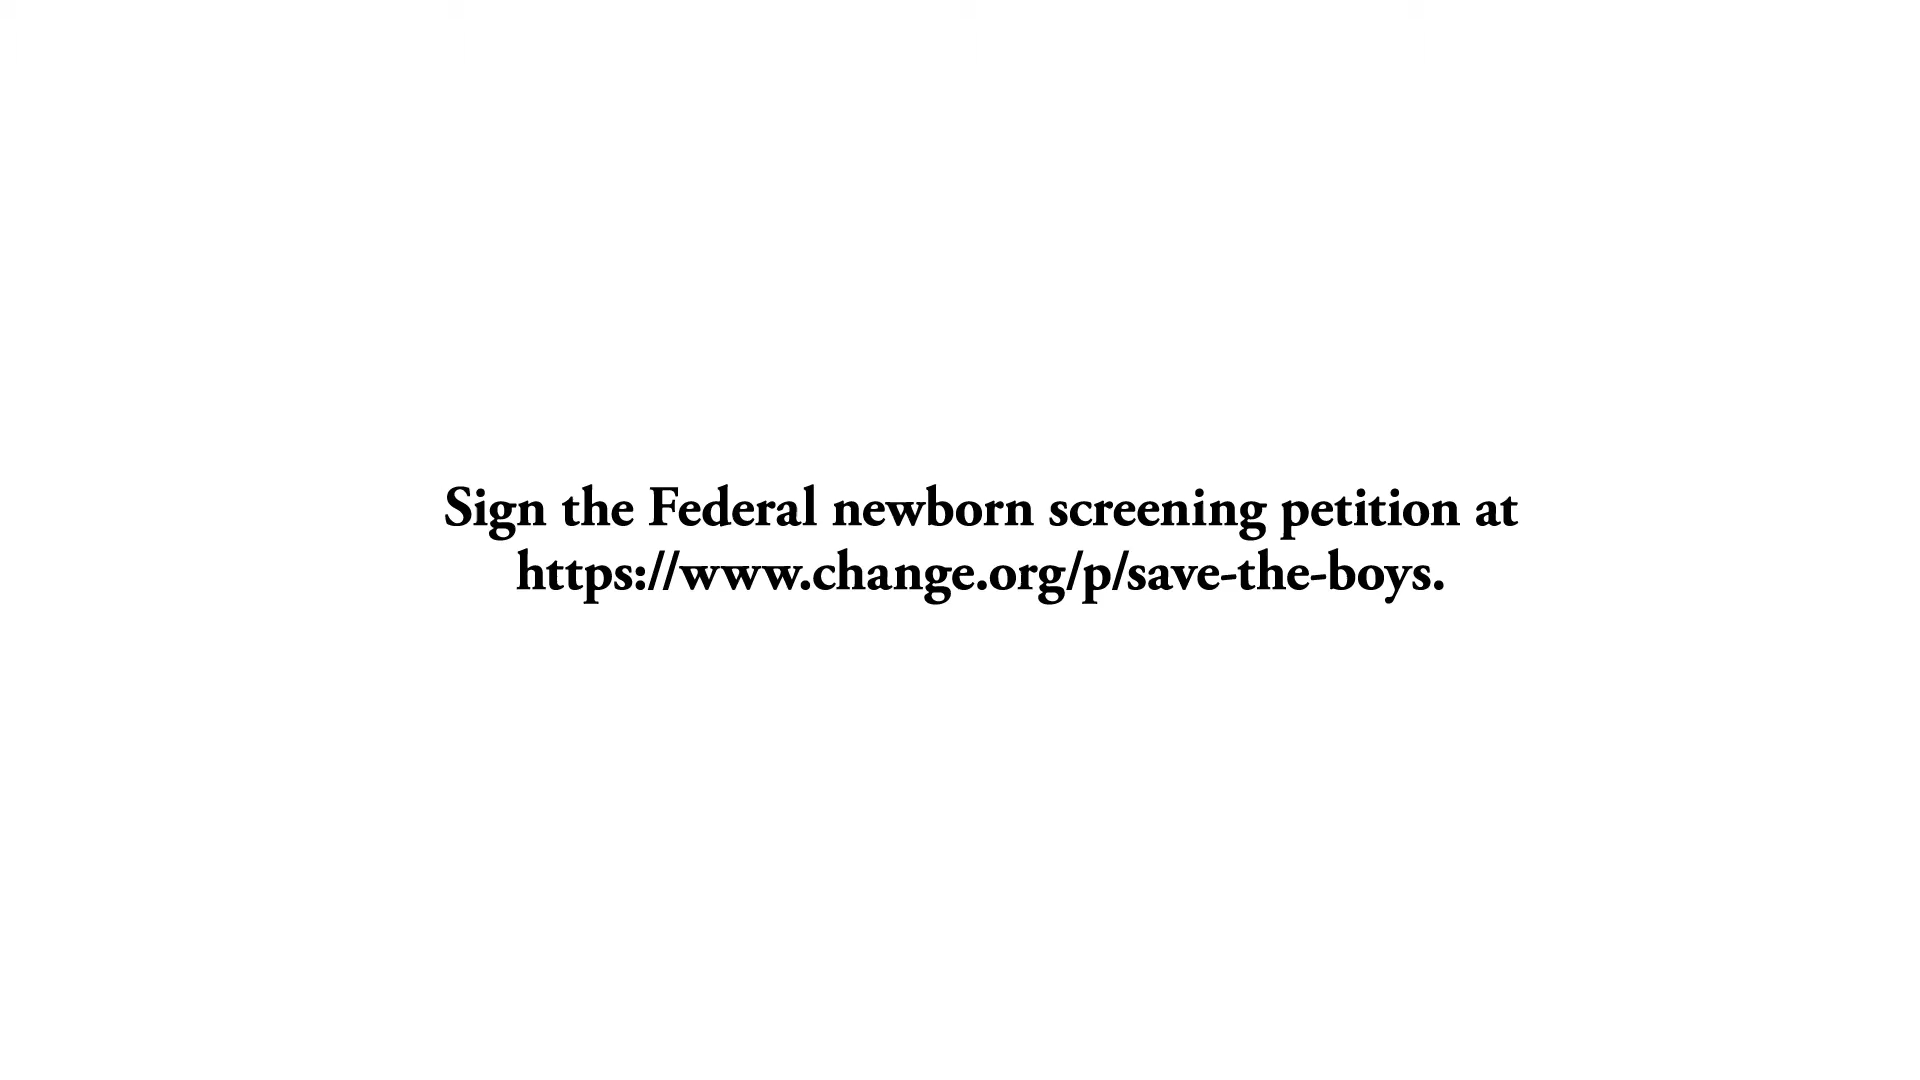 Sign the Federal newborn screening petition at
https://www.change.org/p/save-the-boys.